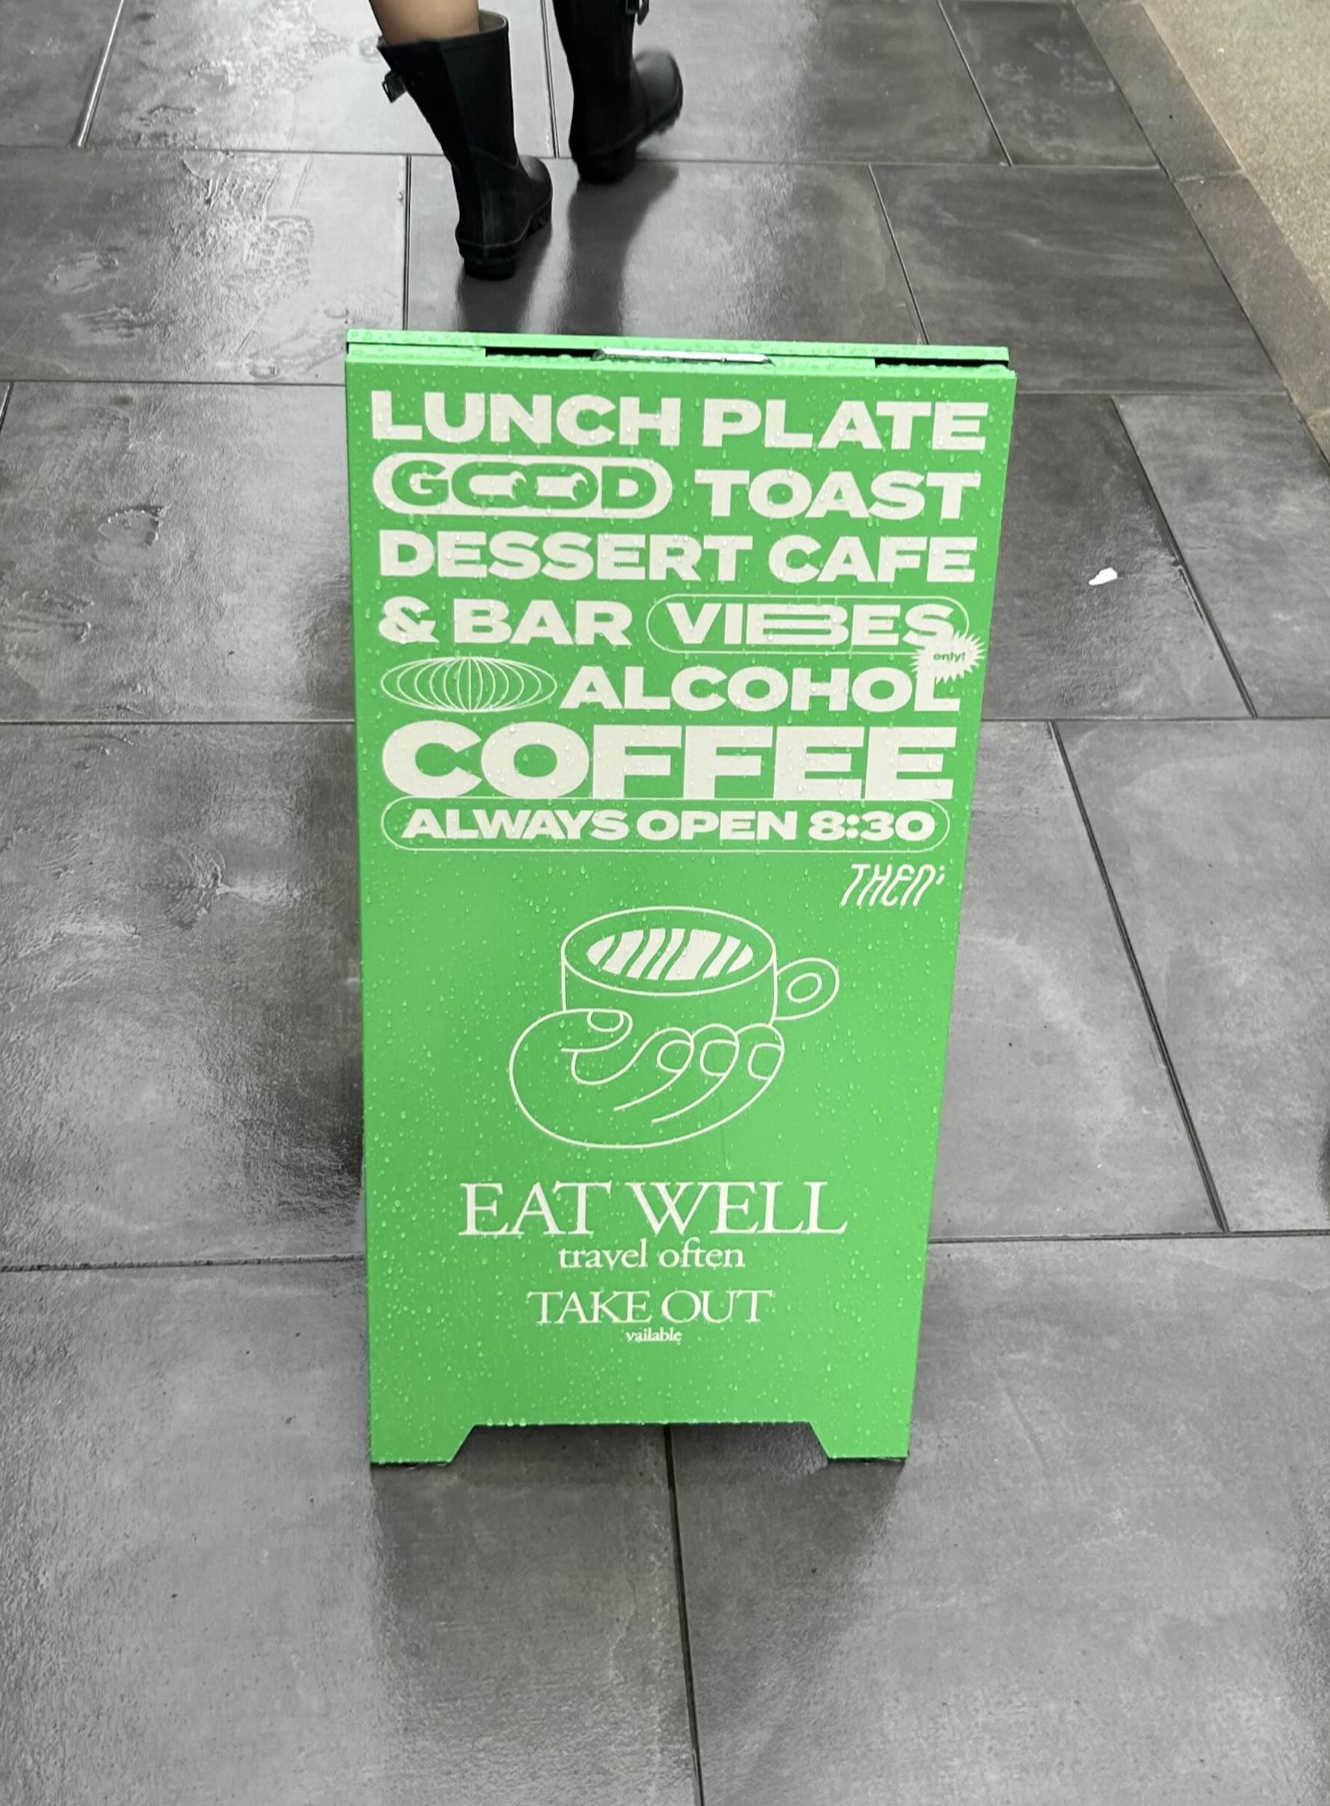 LUNCH PLATE
GOOD TOAST
DESSERT CAFE
& BAR VIBES
only!
ALCOHOL
COFFEE
ALWAYS OPEN 8:30
THEN;
EAT WELL
travel often
TAKE OUT
vailable